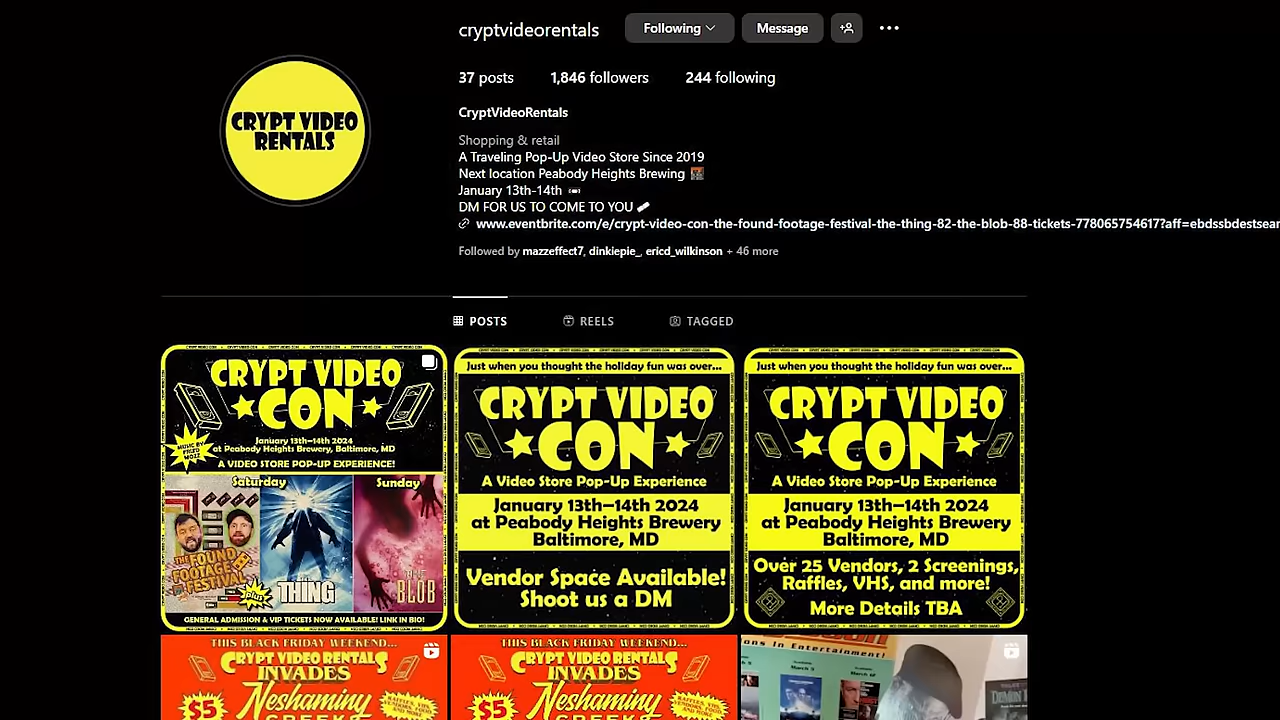 cryptvideorentals
Following
Message
37 posts
1,846 followers
244 following
CRYPT VIDEO
RENTALS
CryptVideoRentals
Shopping & retail
A Traveling Pop-Up Video Store Since 2019
Next location Peabody Heights Brewing
January 13th-14th
DM FOR US TO COME TO YOU
www.eventbrite.com/e/crypt-video-con-the-found-footage-festival-the-thing-82-the-blob-88-tickets-778065754617?aff=ebdssbdestsear
Followed by mazzeffect7, dinkiepie_, ericd_wilkinson + 46 more
POSTS
REELS
TAGGED
CRYPT VIDEO
CON
January 13th-14th 2024
at Peabody Heights Brewery, Baltimore, MD
A VIDEO STORE POP-UP EXPERIENCE!
Saturday
Sunday
THE FOUND
FOOTAGE
FESTIVAL
plus
THE THING
THE BLOB
GENERAL ADMISSION & VIP TICKETS NOW AVAILABLE! LINK IN BIO!
Just when you thought the holiday fun was over...
CRYPT VIDEO
CON
A Video Store Pop-Up Experience
January 13th-14th 2024
at Peabody Heights Brewery
Baltimore, MD
Vendor Space Available!
Shoot us a DM
Just when you thought the holiday fun was over...
CRYPT VIDEO
CON
A Video Store Pop-Up Experience
January 13th-14th 2024
at Peabody Heights Brewery
Baltimore, MD
Over 25 Vendors, 2 Screenings,
Raffles, VHS, and more!
More Details TBA
THIS BLACK FRIDAY WEEKEND...
CRYPT VIDEO RENTALS
INVADES
Neshaminy
$5
THIS BLACK FRIDAY WEEKEND...
CRYPT VIDEO RENTALS
INVADES
Neshaminy
$5
ons In Entertainment!